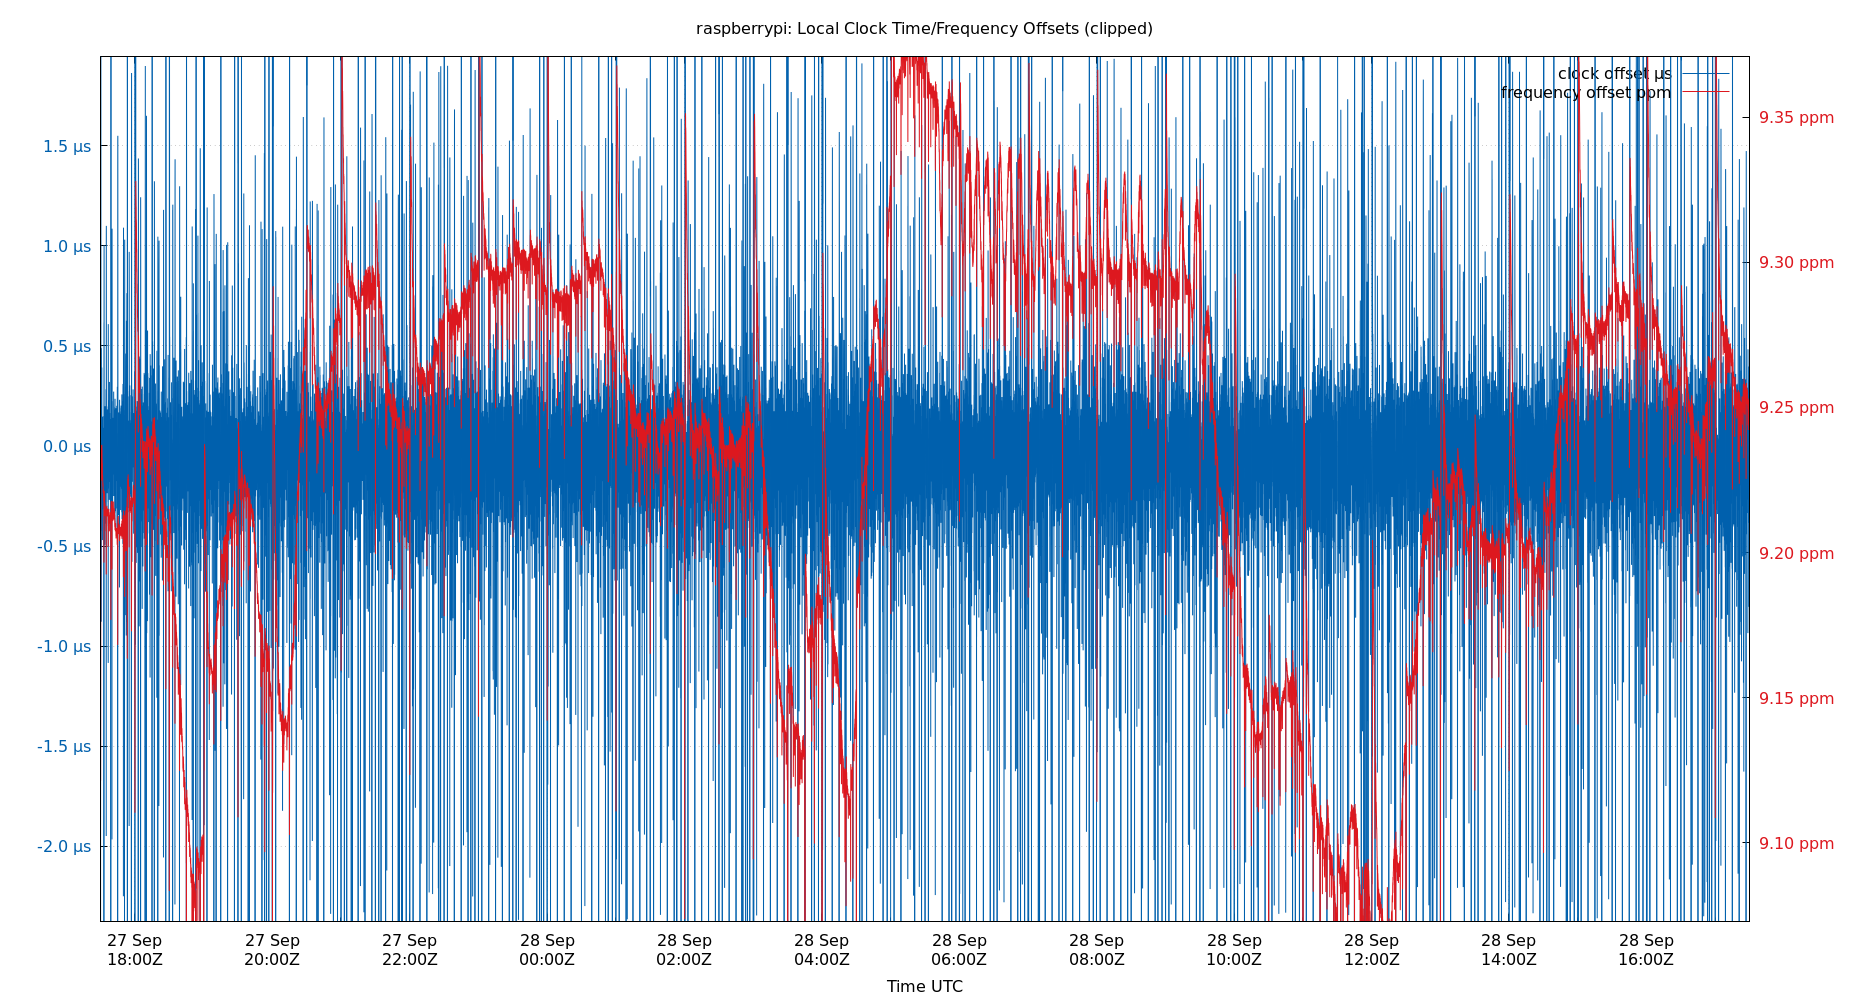 raspberrypi: Local Clock Time/Frequency Offsets (clipped)
clock offset µs
frequency offset ppm
1.5 µs
1.0 µs
0.5 µs
0.0 µs
-0.5 µs
-1.0 µs
-1.5 µs
-2.0 µs
9.35 ppm
9.30 ppm
9.25 ppm
9.20 ppm
9.15 ppm
9.10 ppm
27 Sep 27 Sep 27 Sep 28 Sep 28 Sep 28 Sep 28 Sep 28 Sep 28 Sep 28 Sep 28 Sep 28 Sep
18:00Z 20:00Z 22:00Z 00:00Z 02:00Z 04:00Z 06:00Z 08:00Z 10:00Z 12:00Z 14:00Z 16:00Z
Time UTC